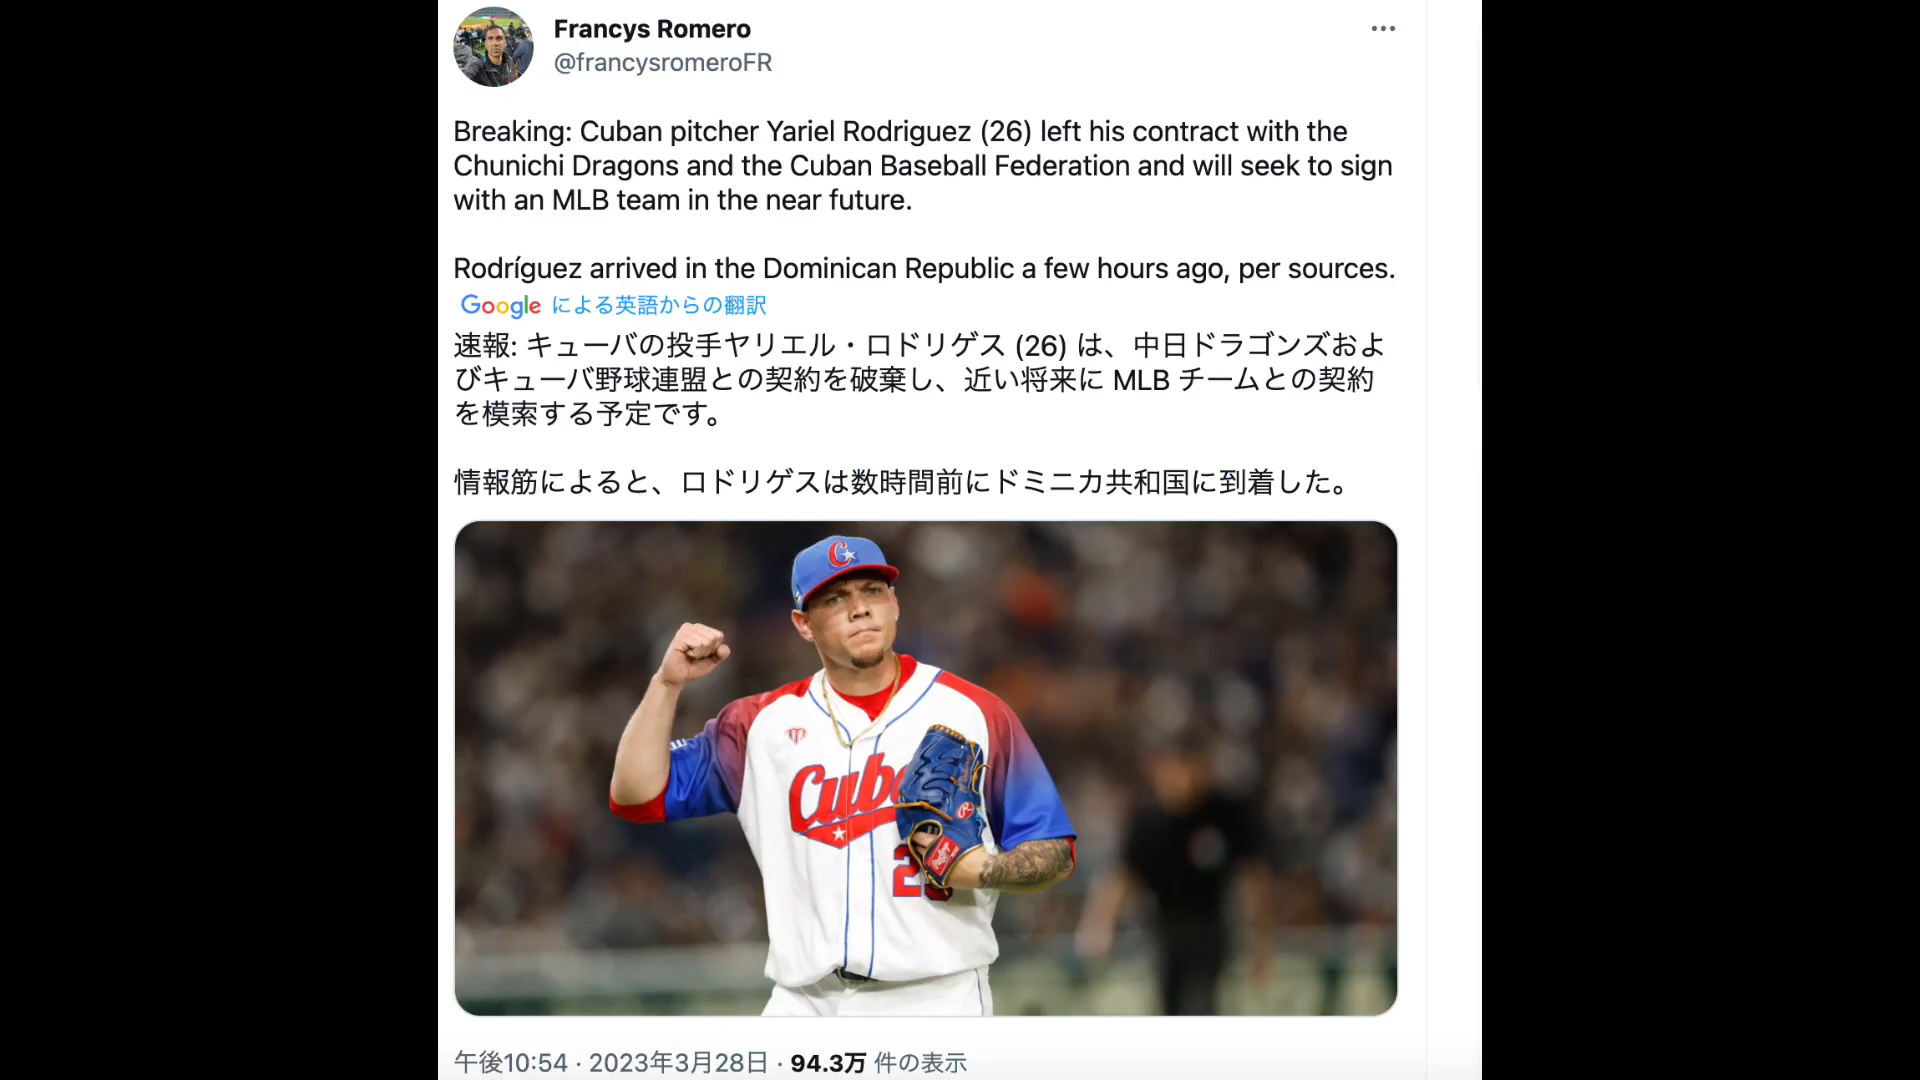 Francys Romero
@francysromeroFR
Breaking: Cuban pitcher Yariel Rodriguez (26) left his contract with the
Chunichi Dragons and the Cuban Baseball Federation and will seek to sign
with an MLB team in the near future.
Rodríguez arrived in the Dominican Republic a few hours ago, per sources.
Google による英語からの翻訳
速報: キューバの投手ヤリエル・ロドリゲス (26) は、中日ドラゴンズおよ
びキューバ野球連盟との契約を破棄し、近い将来に MLB チームとの契約
を模索する予定です。
情報筋によると、ロドリゲスは数時間前にドミニカ共和国に到着した。
C
Cuba
2
午後10:54 · 2023年3月28日 · 94.3万 件の表示